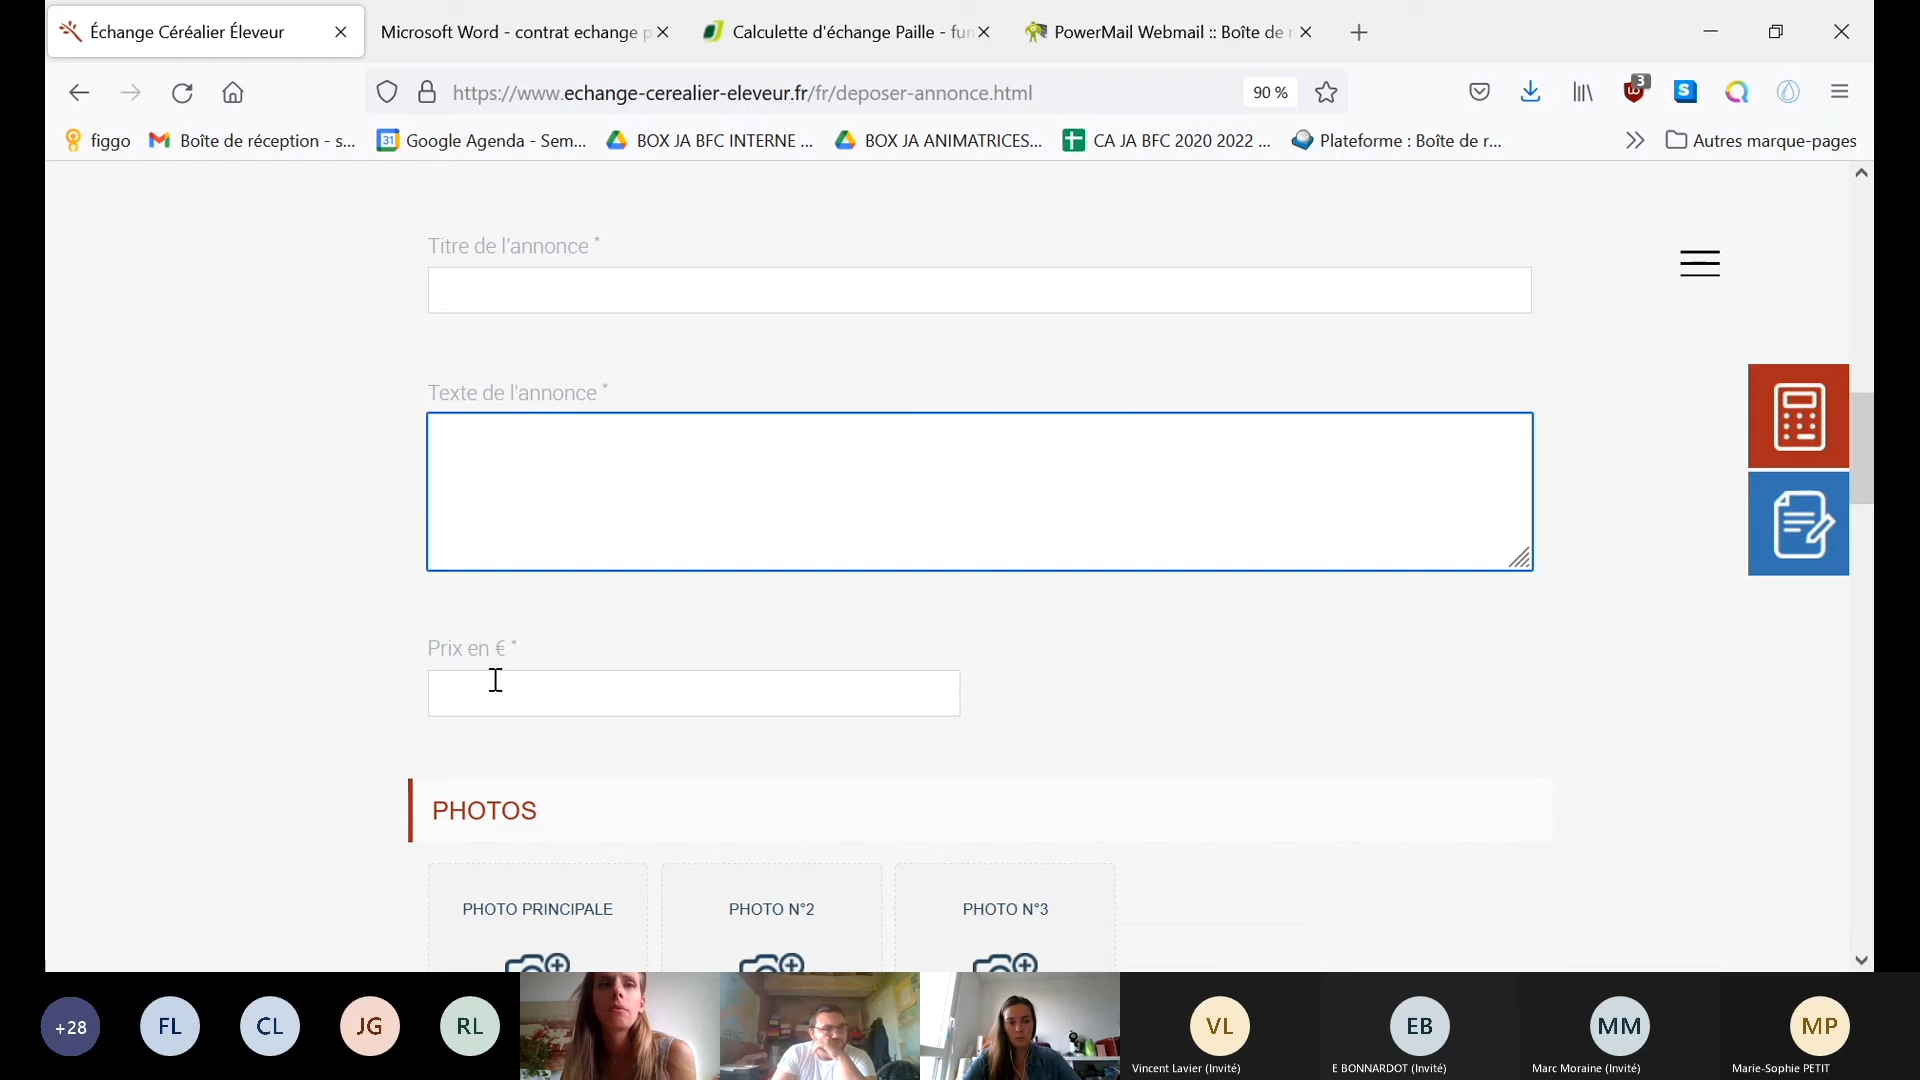 Échange Céréalier Éleveur
Microsoft Word - contrat echange p
Calculette d'échange Paille - fum
PowerMail Webmail :: Boîte de r
https://www.echange-cerealier-eleveur.fr/fr/deposer-annonce.html
90 %
3
figgo
Boîte de réception - s...
31
Google Agenda - Sem...
BOX JA BFC INTERNE ...
BOX JA ANIMATRICES...
CA JA BFC 2020 2022 ...
Plateforme : Boîte de r...
Autres marque-pages
Titre de l'annonce *
Texte de l'annonce *
Prix en € *
PHOTOS
PHOTO PRINCIPALE
PHOTO N°2
PHOTO N°3
+28
FL
CL
JG
RL
VL
EB
MM
MP
Vincent Lavier (Invité)
E BONNARDOT (Invité)
Marc Moraine (Invité)
Marie-Sophie PETIT